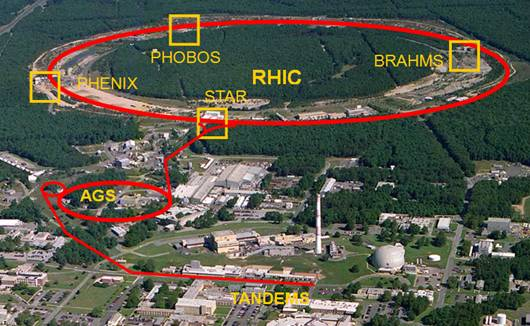 PHOBOS
BRAHMS
RHIC
PHENIX
STAR
AGS
TANDEMS